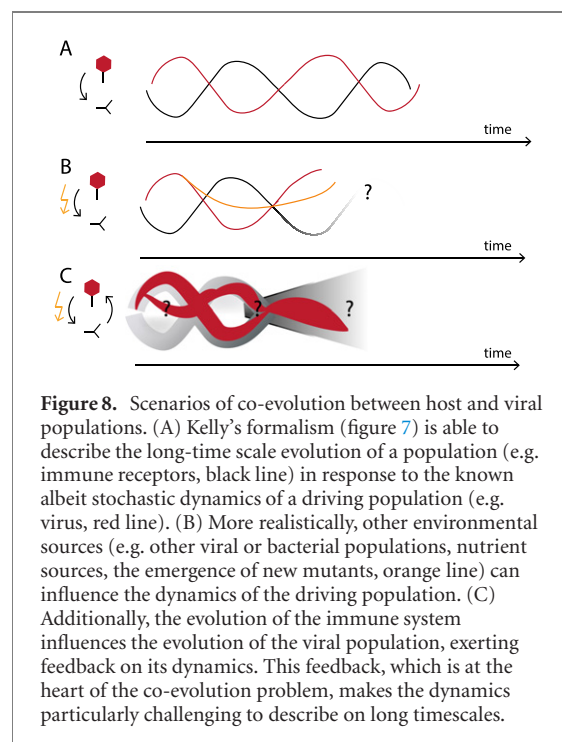 A
time
B
?
time
C
? ? ?
time
Figure 8. Scenarios of co-evolution between host and viral
populations. (A) Kelly's formalism (figure 7) is able to
describe the long-time scale evolution of a population (e.g.
immune receptors, black line) in response to the known
albeit stochastic dynamics of a driving population (e.g.
virus, red line). (B) More realistically, other environmental
sources (e.g. other viral or bacterial populations, nutrient
sources, the emergence of new mutants, orange line) can
influence the dynamics of the driving population. (C)
Additionally, the evolution of the immune system
influences the evolution of the viral population, exerting
feedback on its dynamics. This feedback, which is at the
heart of the co-evolution problem, makes the dynamics
particularly challenging to describe on long timescales.